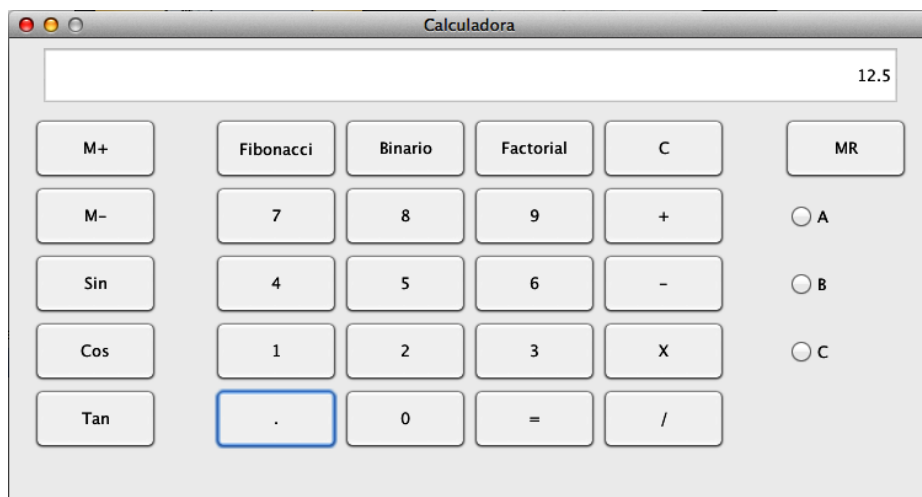 Calculadora
12.5
M+ Fibonacci Binario Factorial C MR
M- 7 8 9 + A
Sin 4 5 6 - B
Cos 1 2 3 X C
Tan . 0 = /